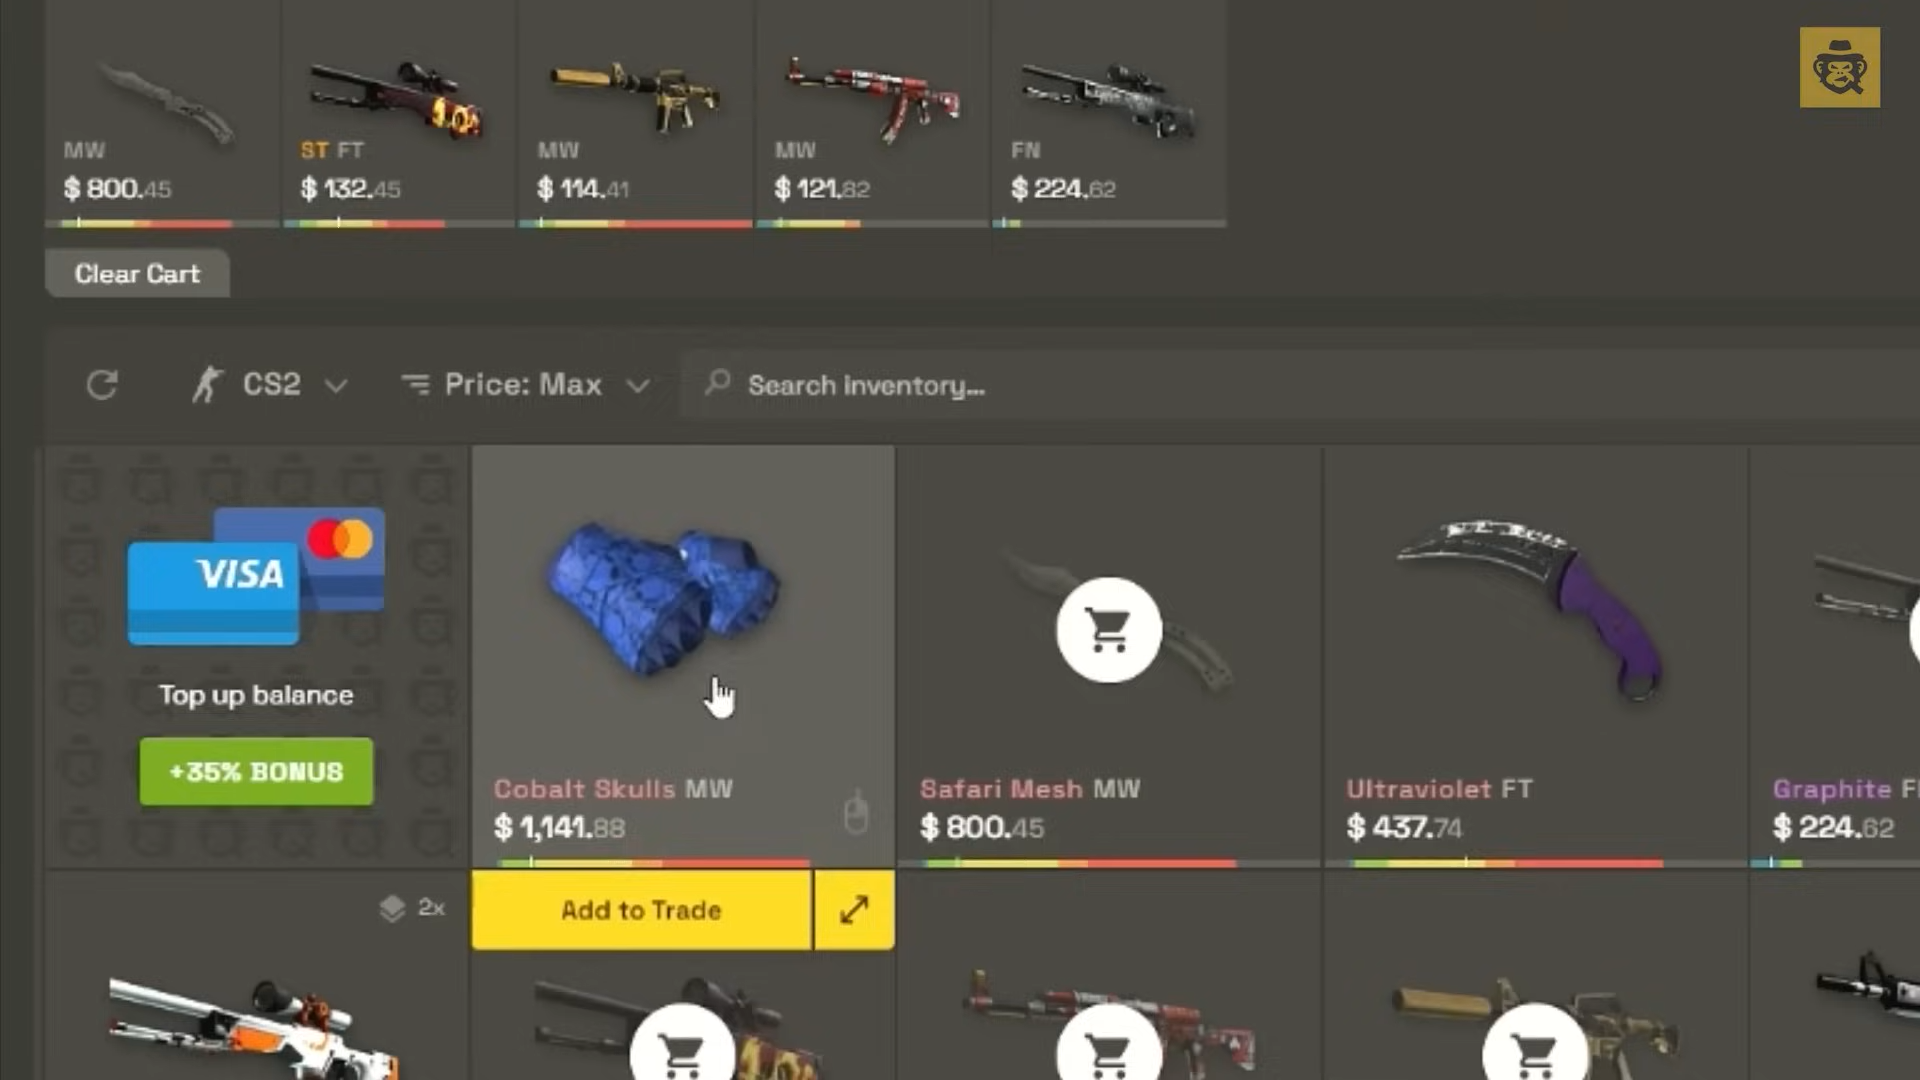 MW
$ 800.45
ST FT
$ 132.45
MW
$ 114.41
MW
$ 121.82
FN
$ 224.62
Clear Cart
CS2
Price: Max
Search inventory...
VISA
Top up balance
+35% BONUS
Cobalt Skulls MW
$ 1,141.88
Safari Mesh MW
$ 800.45
Ultraviolet FT
$ 437.74
Graphite
$ 224.62
2x
Add to Trade